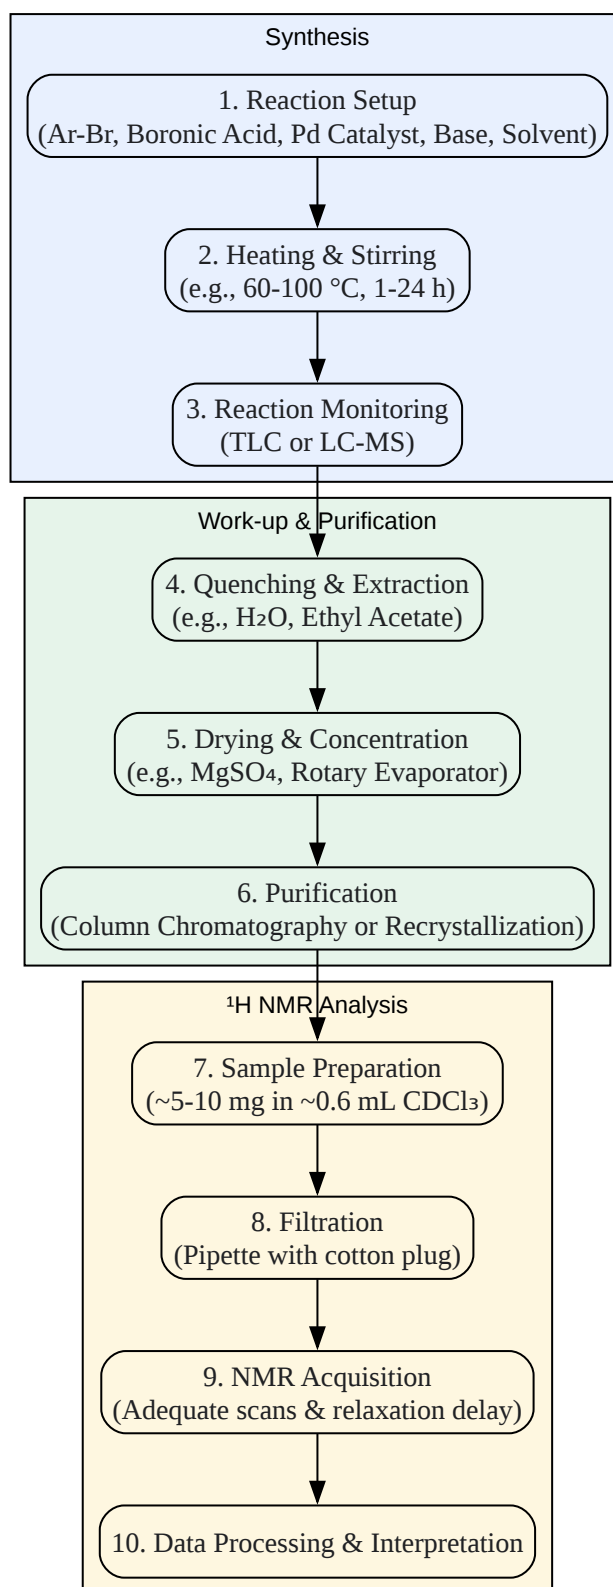 Synthesis
1. Reaction Setup
(Ar-Br, Boronic Acid, Pd Catalyst, Base, Solvent)
2. Heating & Stirring
(e.g., 60-100 °C, 1-24 h)
3. Reaction Monitoring
(TLC or LC-MS)
Work-up & Purification
4. Quenching & Extraction
(e.g., H₂O, Ethyl Acetate)
5. Drying & Concentration
(e.g., MgSO₄, Rotary Evaporator)
6. Purification
(Column Chromatography or Recrystallization)
¹H NMR Analysis
7. Sample Preparation
(~5-10 mg in ~0.6 mL CDCl₃)
8. Filtration
(Pipette with cotton plug)
9. NMR Acquisition
(Adequate scans & relaxation delay)
10. Data Processing & Interpretation